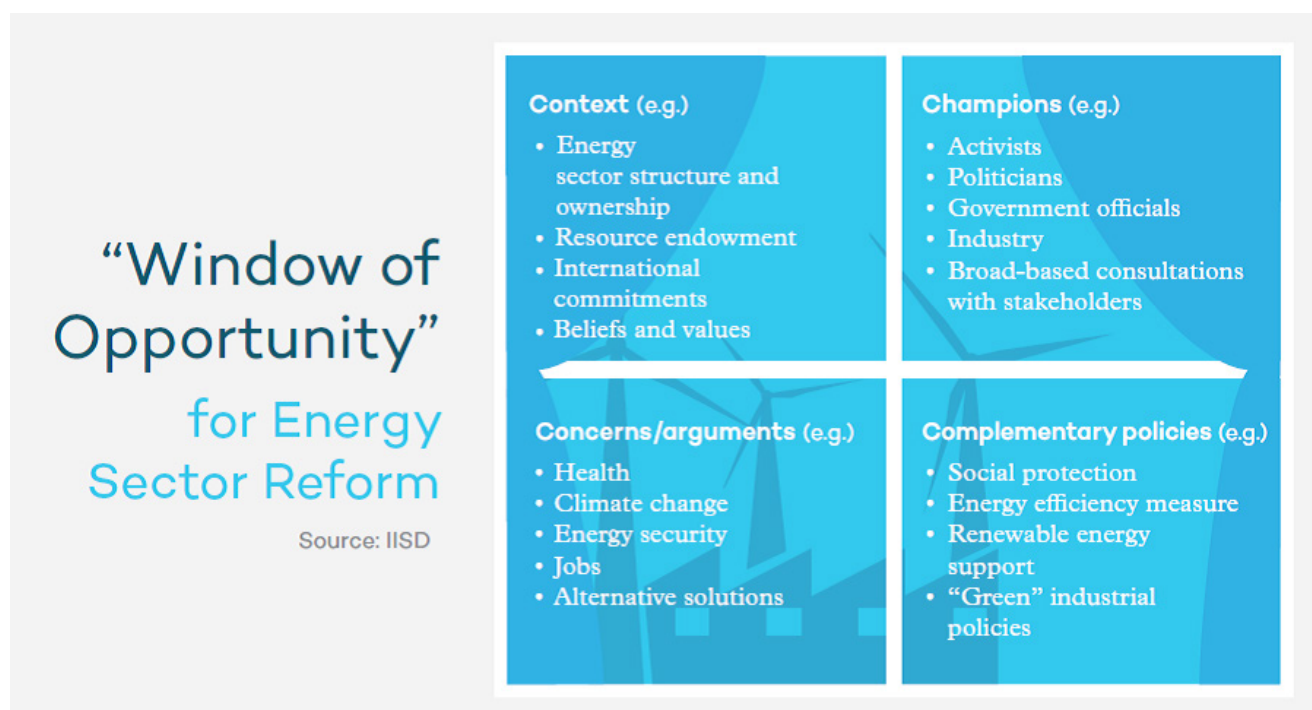 “Window of
Opportunity”
for Energy
Sector Reform
Source: IISD
Context (e.g.)
• Energy
sector structure and
ownership
• Resource endowment
• International
commitments
• Beliefs and values
Champions (e.g.)
• Activists
• Politicians
• Government officials
• Industry
• Broad-based consultations
with stakeholders
Concerns/arguments (e.g.)
• Health
• Climate change
• Energy security
• Jobs
• Alternative solutions
Complementary policies (e.g.)
• Social protection
• Energy efficiency measure
• Renewable energy
support
• “Green” industrial
policies